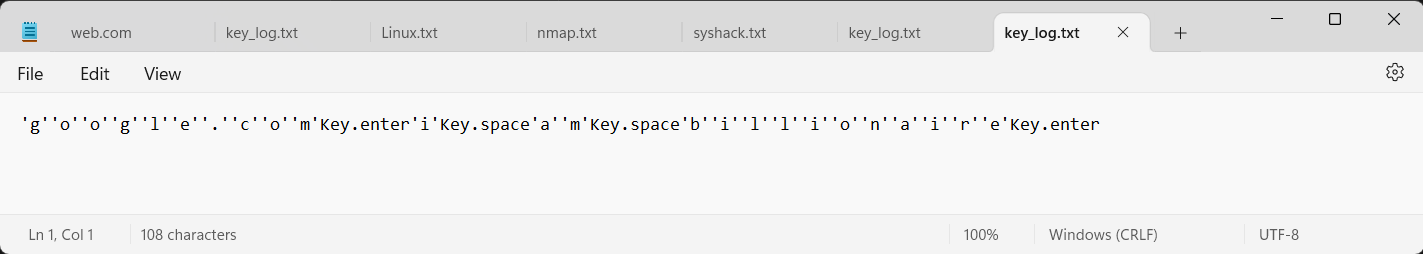 web.com key_log.txt Linux.txt nmap.txt syshack.txt key_log.txt key_log.txt
File Edit View
'g''o''o''g''l''e''.''c''o''m'Key.enter'i'Key.space'a''m'Key.space'b''i''l''l''i''o''n''a''i''r''e'Key.enter
Ln 1, Col 1 108 characters 100% Windows (CRLF) UTF-8